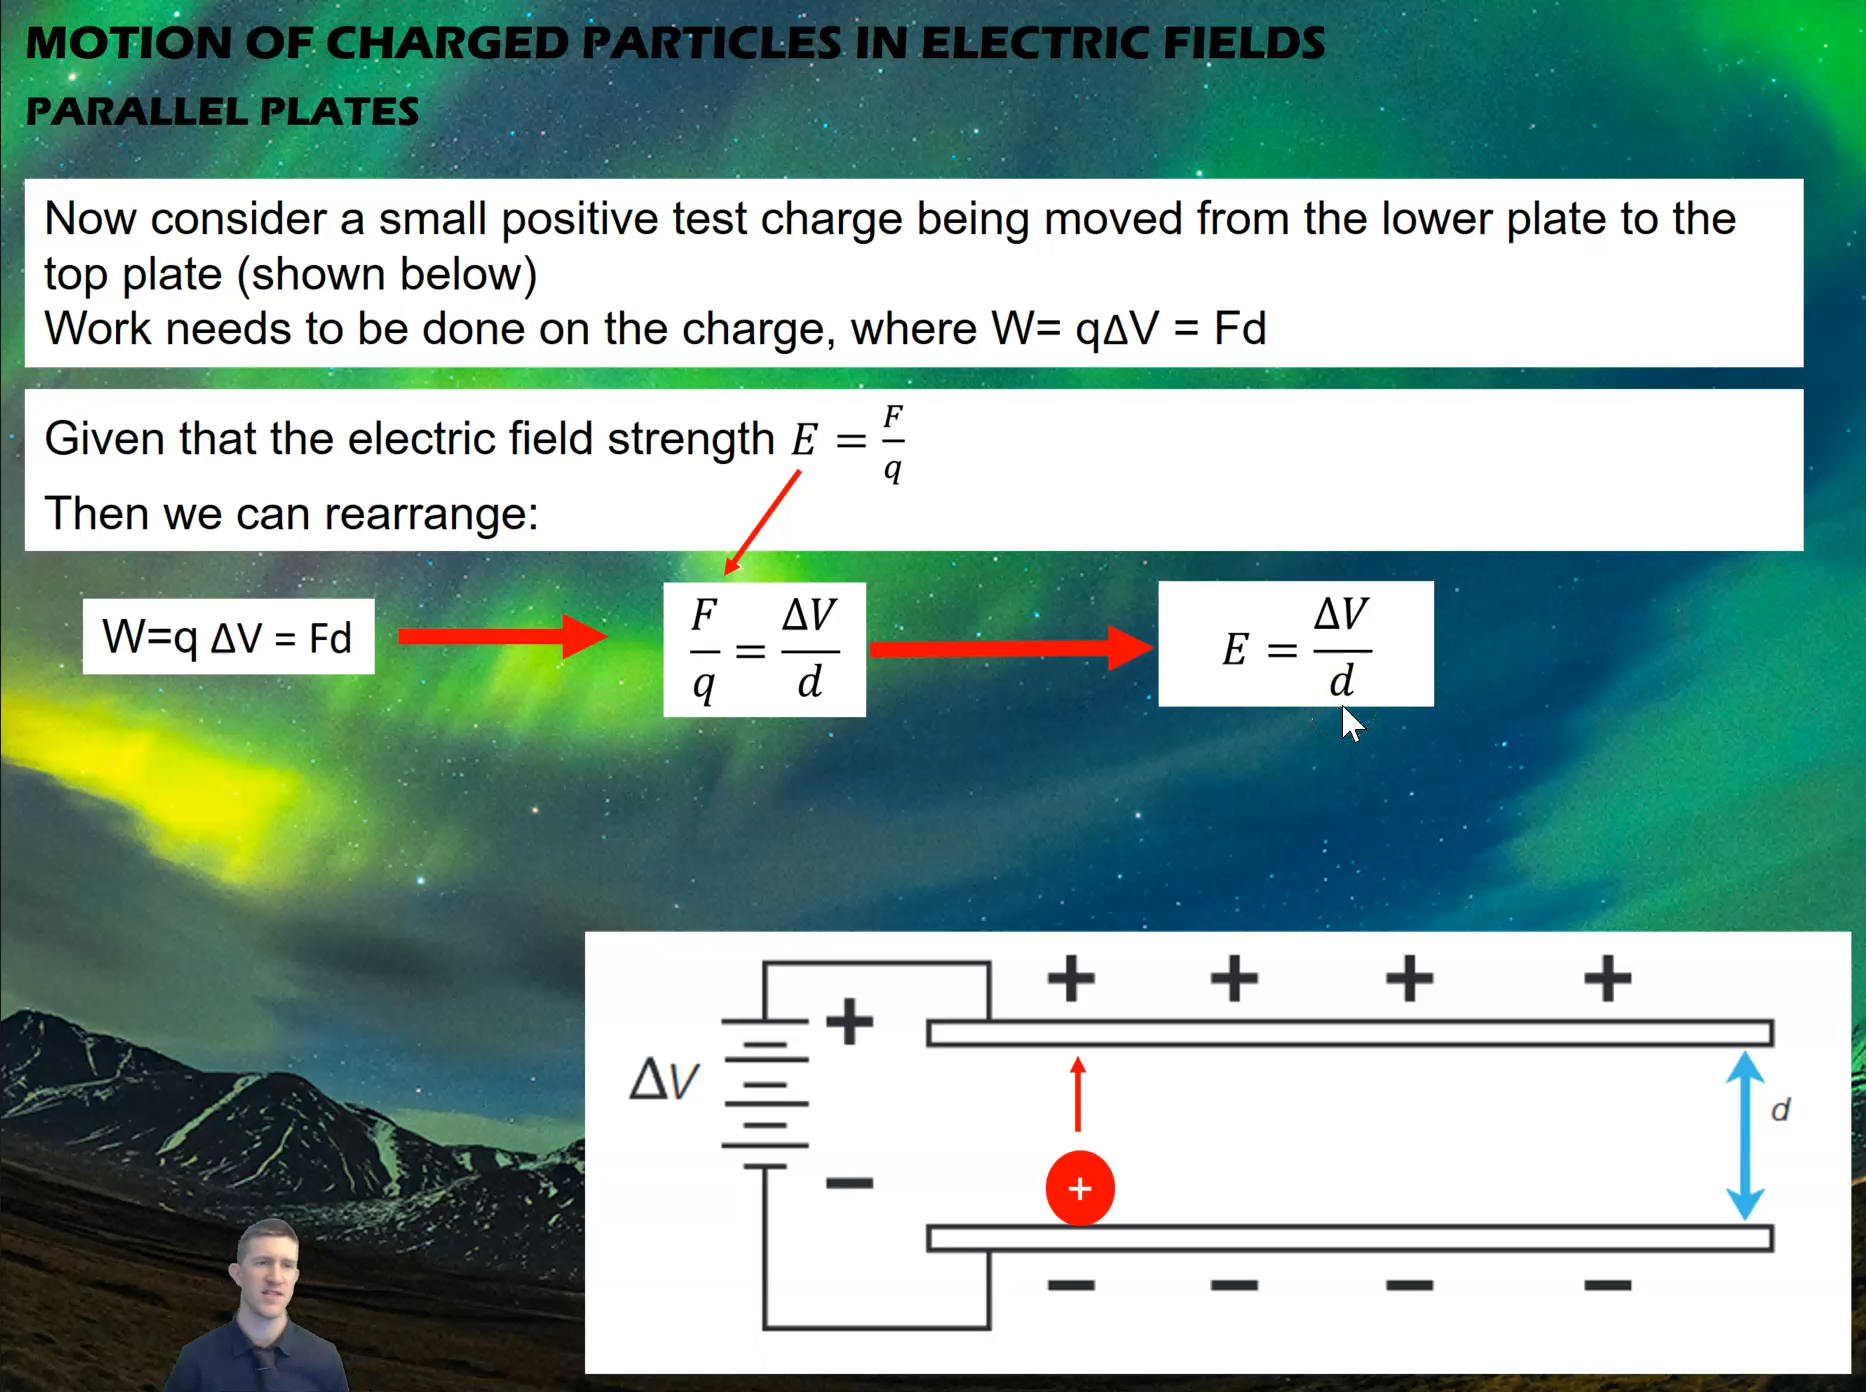 MOTION OF CHARGED PARTICLES IN ELECTRIC FIELDS
PARALLEL PLATES
Now consider a small positive test charge being moved from the lower plate to the
top plate (shown below)
Work needs to be done on the charge, where W= qΔV = Fd
Given that the electric field strength E = F/q
Then we can rearrange:
W=q ΔV = Fd
F/q = ΔV/d
E = ΔV/d
+ + + +
+
ΔV
d
−
+
− − − −